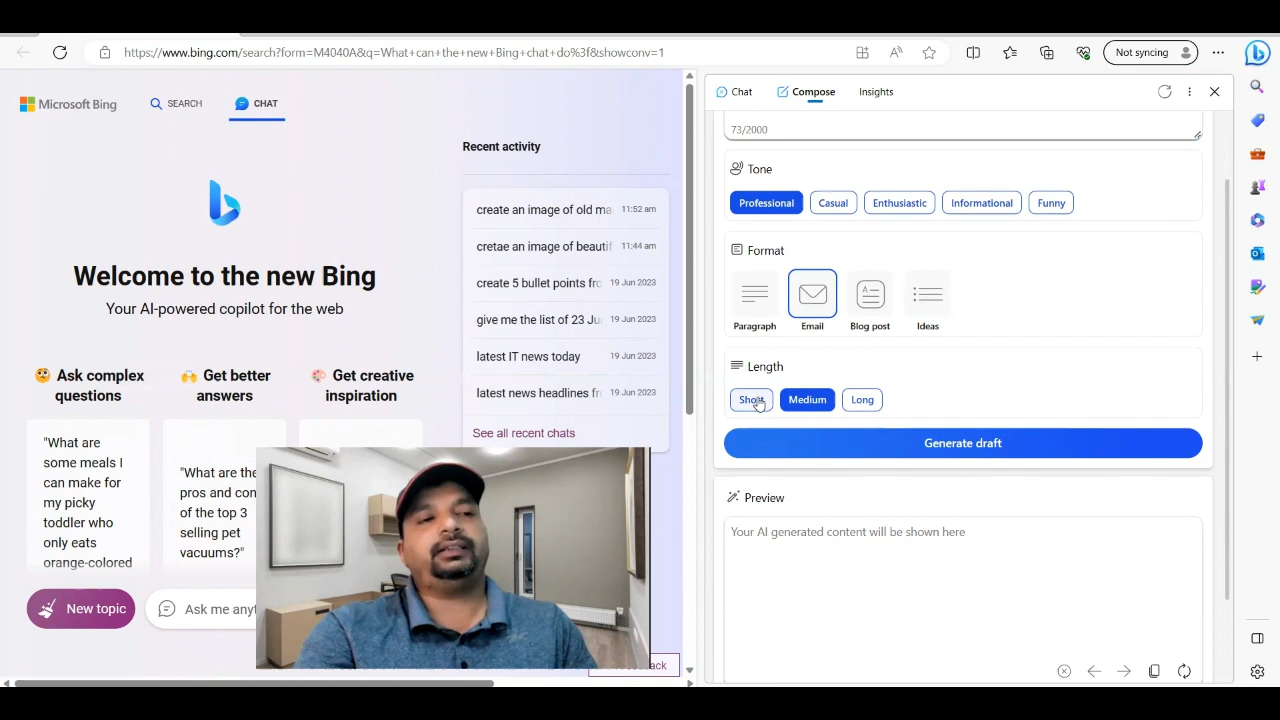 https://www.bing.com/search?form=M4040A&q=What+can+the+new+Bing+chat+do%3f&showconv=1
Not syncing
Microsoft Bing
SEARCH
CHAT
Recent activity
create an image of old ma
11:52 am
cretae an image of beautif
11:44 am
create 5 bullet points fro
19 Jun 2023
give me the list of 23 Ju
19 Jun 2023
latest IT news today
19 Jun 2023
latest news headlines fr
19 Jun 2023
See all recent chats
Welcome to the new Bing
Your AI-powered copilot for the web
Ask complex
questions
Get better
answers
Get creative
inspiration
"What are
some meals I
can make for
my picky
toddler who
only eats
orange-colored
"What are the
pros and con
of the top 3
selling pet
vacuums?"
New topic
Ask me anyt
Chat
Compose
Insights
73/2000
Tone
Professional
Casual
Enthusiastic
Informational
Funny
Format
Paragraph
Email
Blog post
Ideas
Length
Short
Medium
Long
Generate draft
Preview
Your AI generated content will be shown here